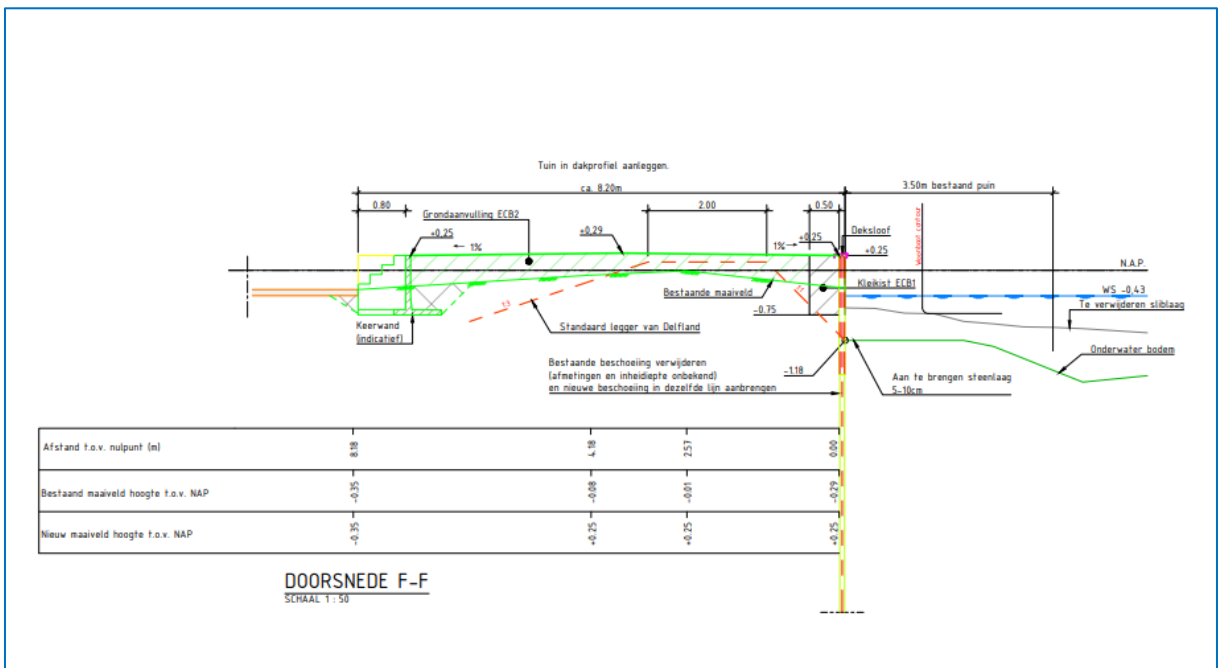 Tuin in dakprofiel aanleggen.
ca. 8.20m
3.50m bestaand puin
0.80
2.00
0.50
Grondaanvulling ECB2
Deksloof
+0,25
← 1%
+0,29
1% →
+0,25
+0,25
N.A.P.
WS -0,43
Kleikist ECB1
Bestaande maaiveld
Te verwijderen sliblaag
-0.75
Keerwand
(indicatief)
1:3
Standaard legger van Delfland
Onderwater bodem
Bestaande beschoeiing verwijderen
(afmetingen en inheidiepte onbekend)
en nieuwe beschoeiing in dezelfde lijn aanbrengen
-1.18
Aan te brengen steenlaag
5-10cm
Afstand t.o.v. nulpunt (m)
8.18
4.18
2.57
0.00
Bestaand maaiveld hoogte t.o.v. NAP
-0.35
-0.08
-0.01
-0.29
Nieuw maaiveld hoogte t.o.v. NAP
-0.35
+0.25
+0.25
+0.25
DOORSNEDE F-F
SCHAAL 1 : 50